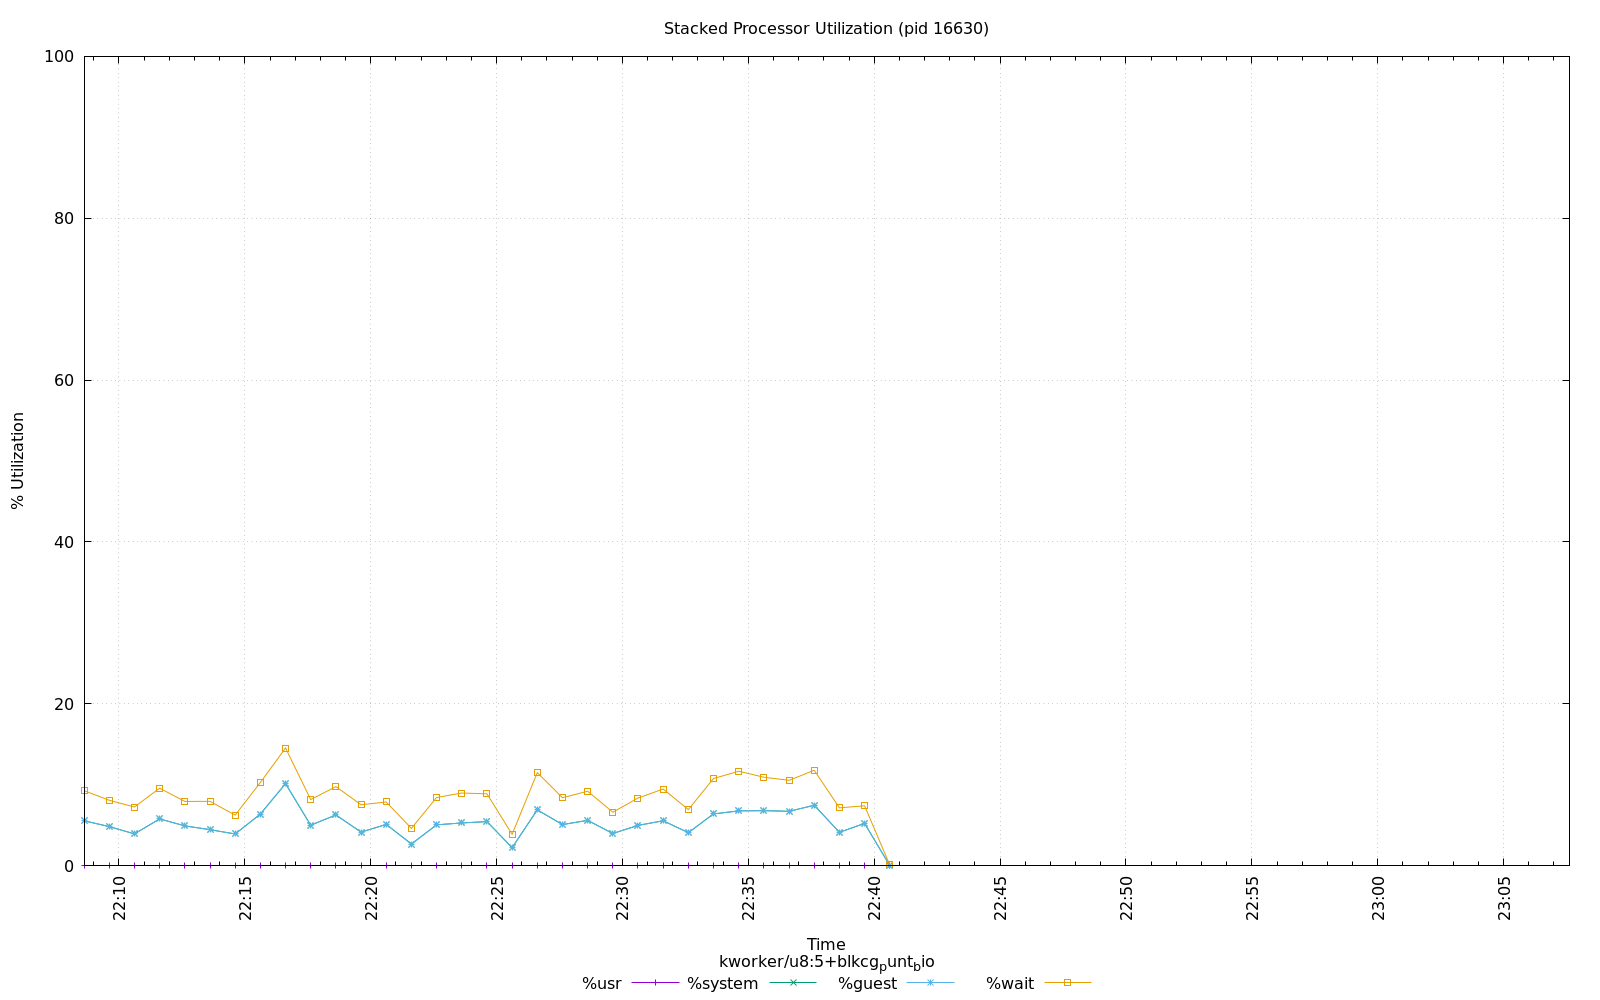 Stacked Processor Utilization (pid 16630)
100
80
60
40
20
0
% Utilization
22:10 22:15 22:20 22:25 22:30 22:35 22:40 22:45 22:50 22:55 23:00 23:05
Time
kworker/u8:5+blkcgpuntbio
%usr %system %guest %wait